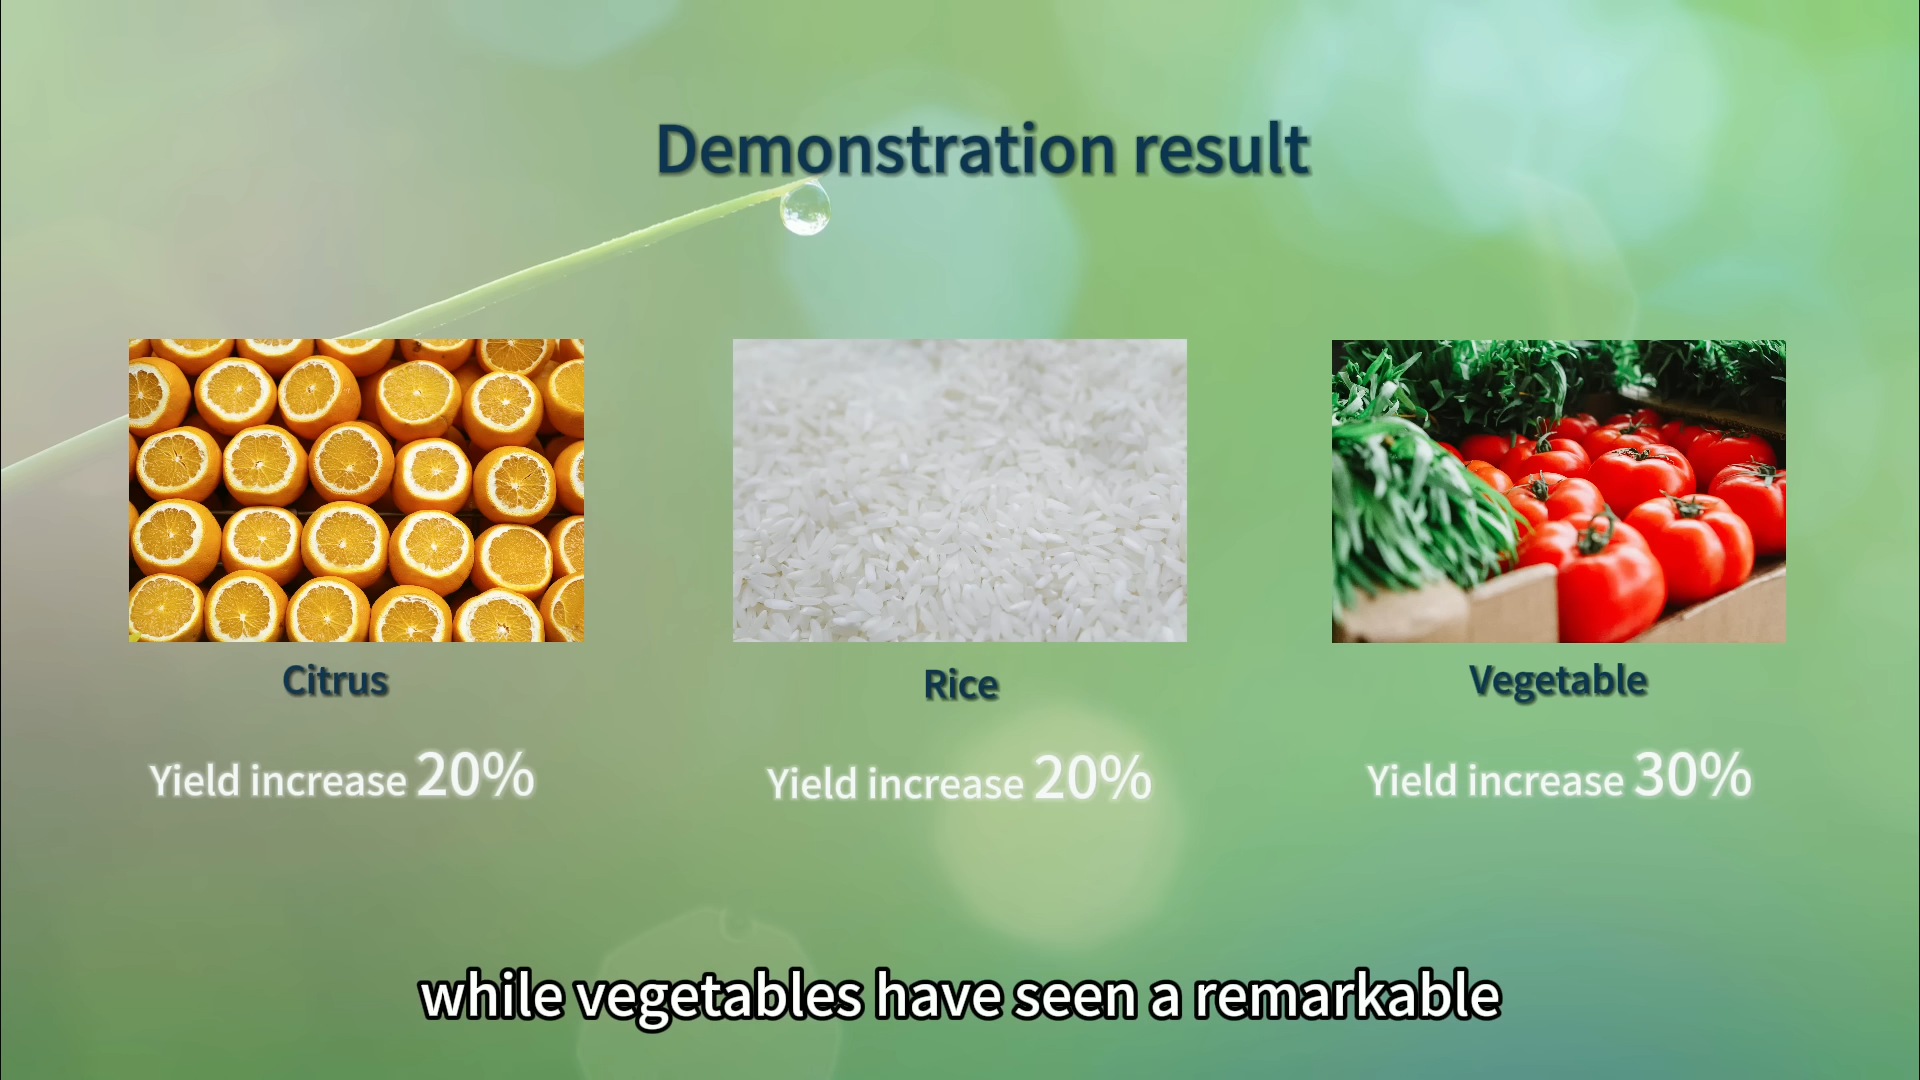 Demonstration result
Citrus
Rice
Vegetable
Yield increase 20%
Yield increase 20%
Yield increase 30%
while vegetables have seen a remarkable